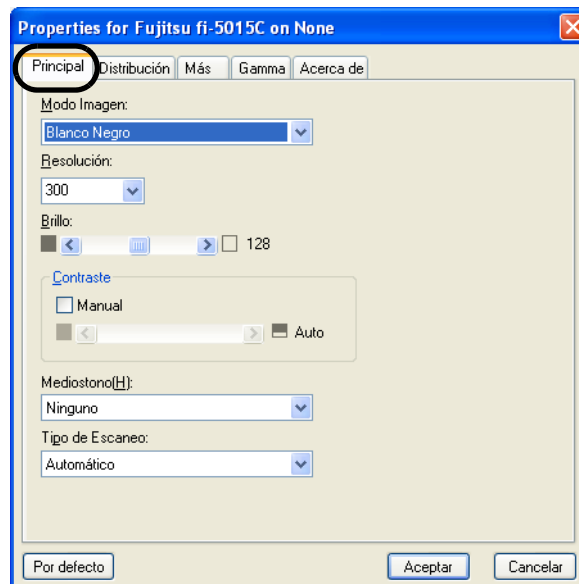 Properties for Fujitsu fi-5015C on None
Principal Distribución Más Gamma Acerca de
Modo Imagen:
Blanco Negro
Resolución:
300
Brillo:
128
Contraste
Manual
Auto
Mediostono(H):
Ninguno
Tipo de Escaneo:
Automático
Por defecto Aceptar Cancelar